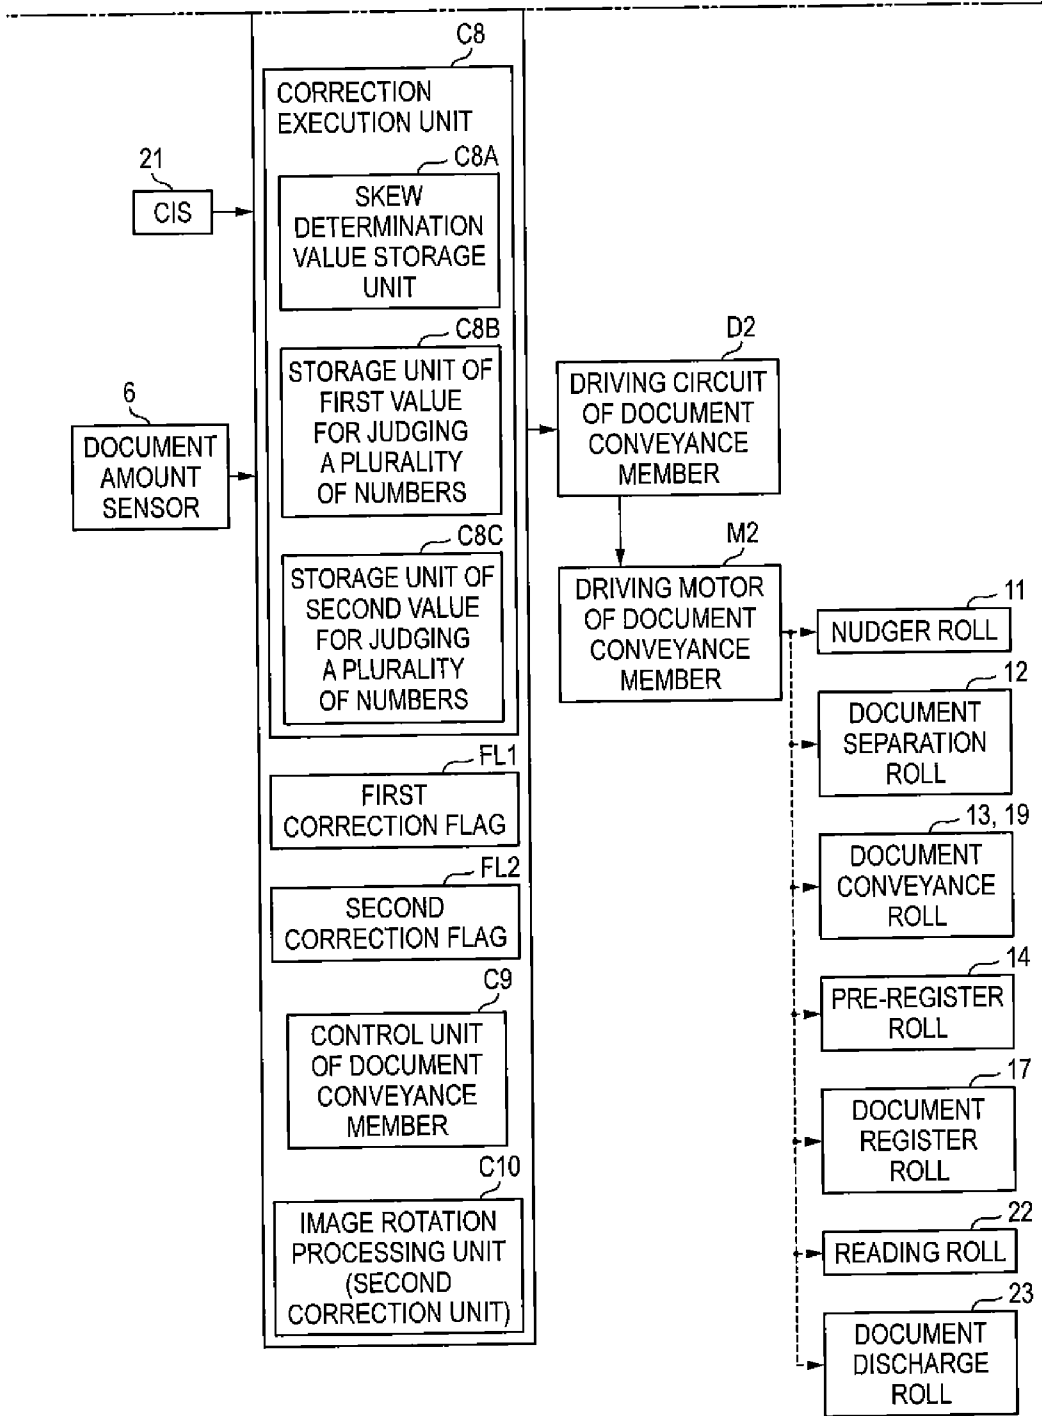 C8
CORRECTION
EXECUTION UNIT
C8A
SKEW
DETERMINATION
VALUE STORAGE
UNIT
C8B
STORAGE UNIT OF
FIRST VALUE
FOR JUDGING
A PLURALITY
OF NUMBERS
C8C
STORAGE UNIT OF
SECOND VALUE
FOR JUDGING
A PLURALITY
OF NUMBERS
FL1
FIRST
CORRECTION FLAG
FL2
SECOND
CORRECTION FLAG
C9
CONTROL UNIT
OF DOCUMENT
CONVEYANCE
MEMBER
C10
IMAGE ROTATION
PROCESSING UNIT
(SECOND
CORRECTION UNIT)
21
CIS
6
DOCUMENT
AMOUNT
SENSOR
D2
DRIVING CIRCUIT
OF DOCUMENT
CONVEYANCE
MEMBER
M2
DRIVING MOTOR
OF DOCUMENT
CONVEYANCE
MEMBER
11
NUDGER ROLL
12
DOCUMENT
SEPARATION
ROLL
13, 19
DOCUMENT
CONVEYANCE
ROLL
14
PRE-REGISTER
ROLL
17
DOCUMENT
REGISTER
ROLL
22
READING ROLL
23
DOCUMENT
DISCHARGE
ROLL